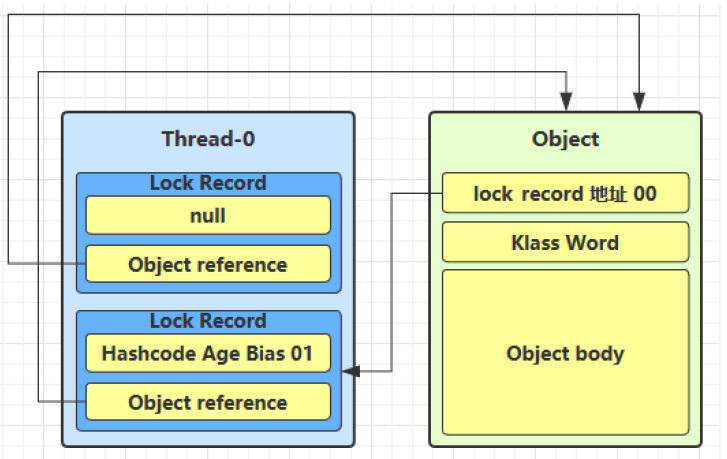 Thread-0
Lock Record
null
Object reference
Lock Record
Hashcode Age Bias 01
Object reference
Object
lock record 地址 00
Klass Word
Object body